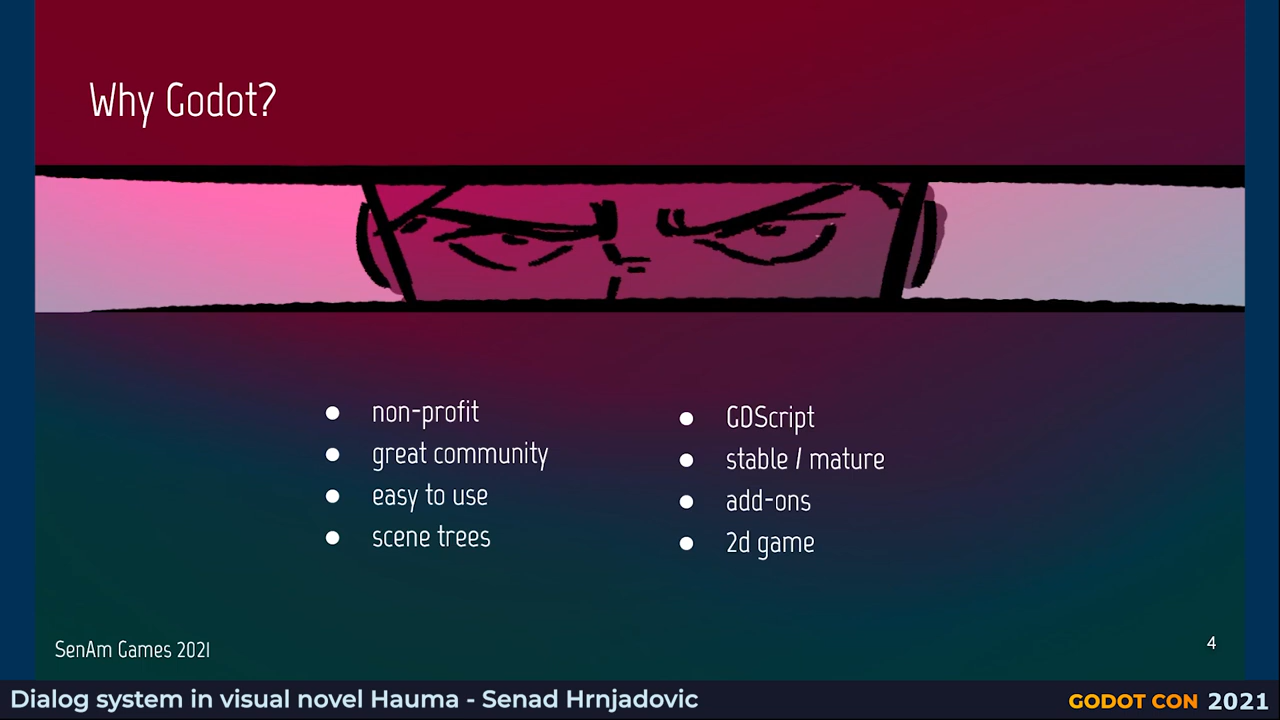 Why Godot?
non-profit
great community
easy to use
scene trees
GDScript
stable / mature
add-ons
2d game
SenAm Games 2021
4
Dialog system in visual novel Hauma - Senad Hrnjadovic
GODOT CON 2021